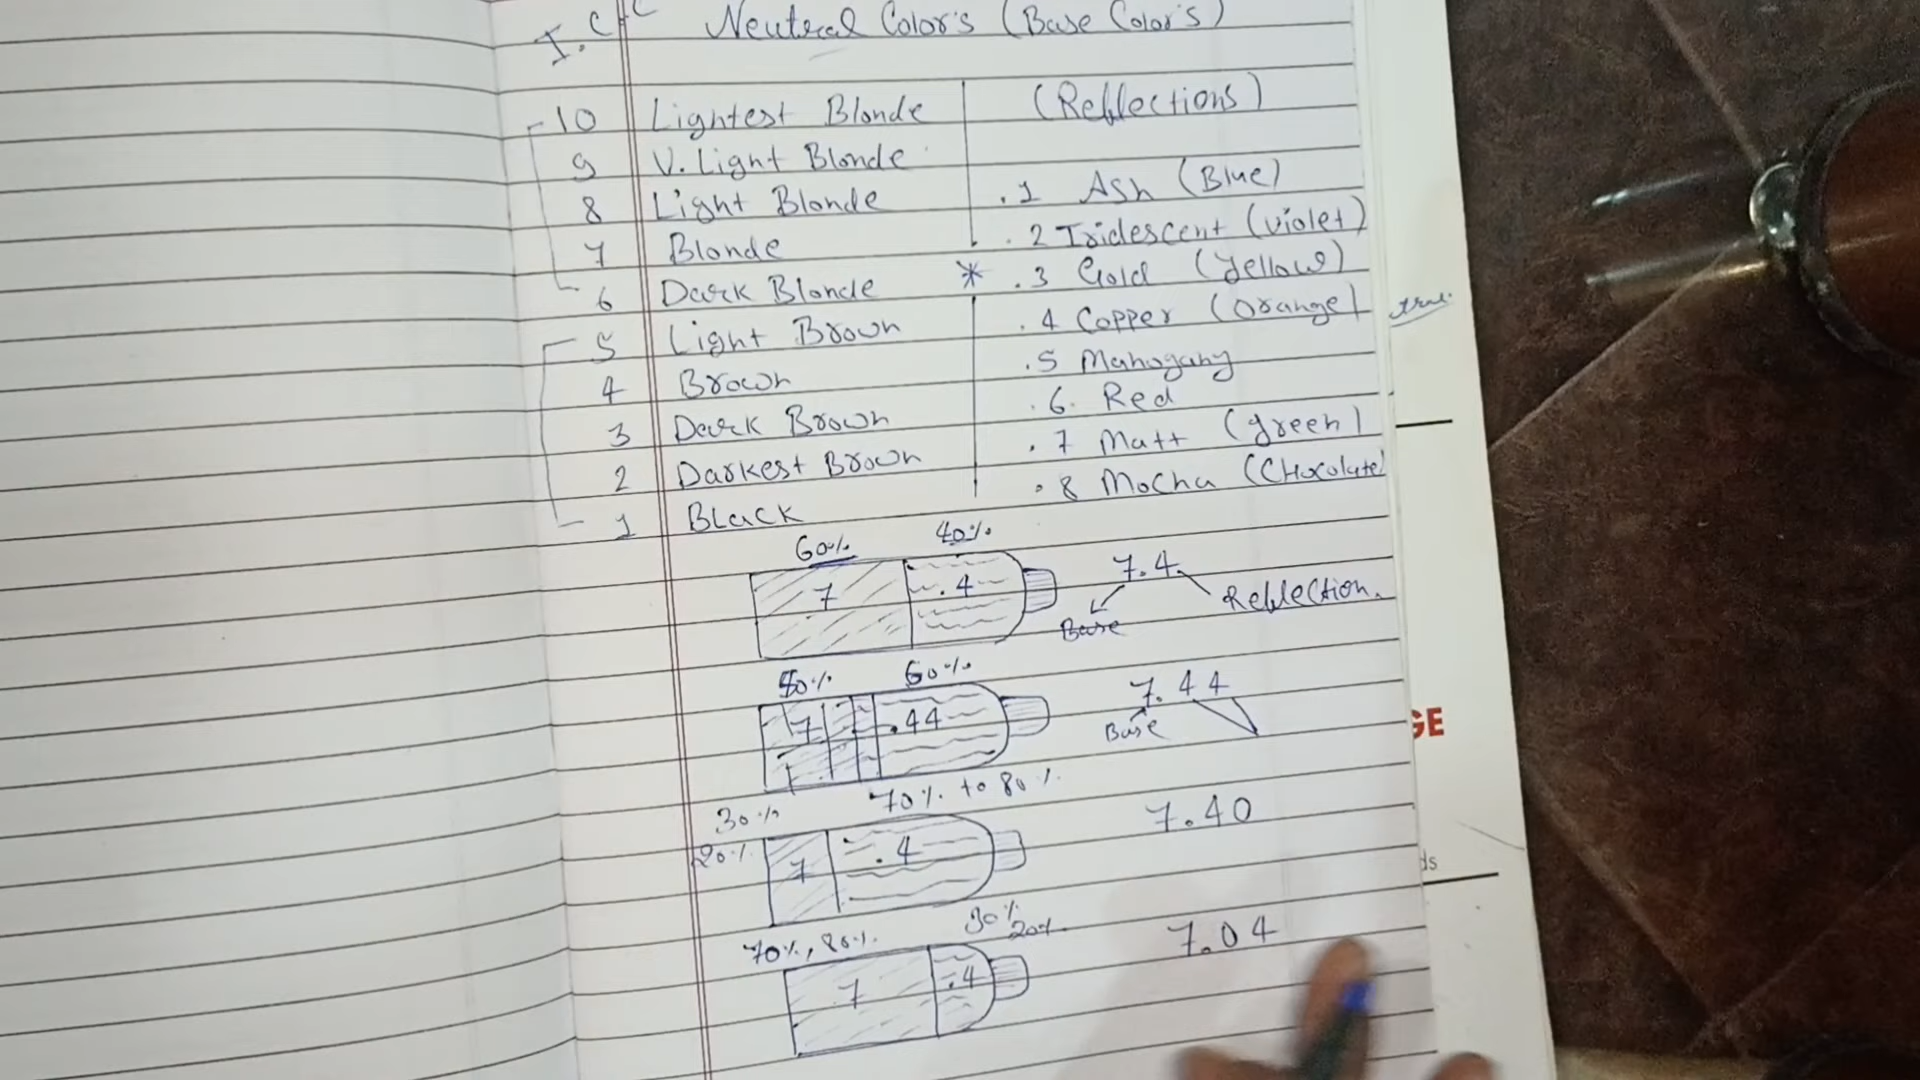 I.C.C Neutral Color's (Base Color's)
10 Lightest Blonde (Reflections)
9 V.Light Blonde
8 Light Blonde .1 Ash (Blue)
7 Blonde .2 Iridescent (violet)
6 Dark Blonde * .3 Gold (yellow)
5 Light Brown .4 Copper (Orange)
4 Brown .5 Mahogany
3 Dark Brown .6. Red
2 Darkest Brown .7 Matt (green)
1 Black .8 Mocha (Chocolate)
60% 40%
7 .4 7.4.
Base Reflection.
50% 60%
7 .44 7.44
Base
30% 70% to 80%
20% 7 .4 7.40
70%, 80% 30% 20%
7 .4 7.04
GE
ds